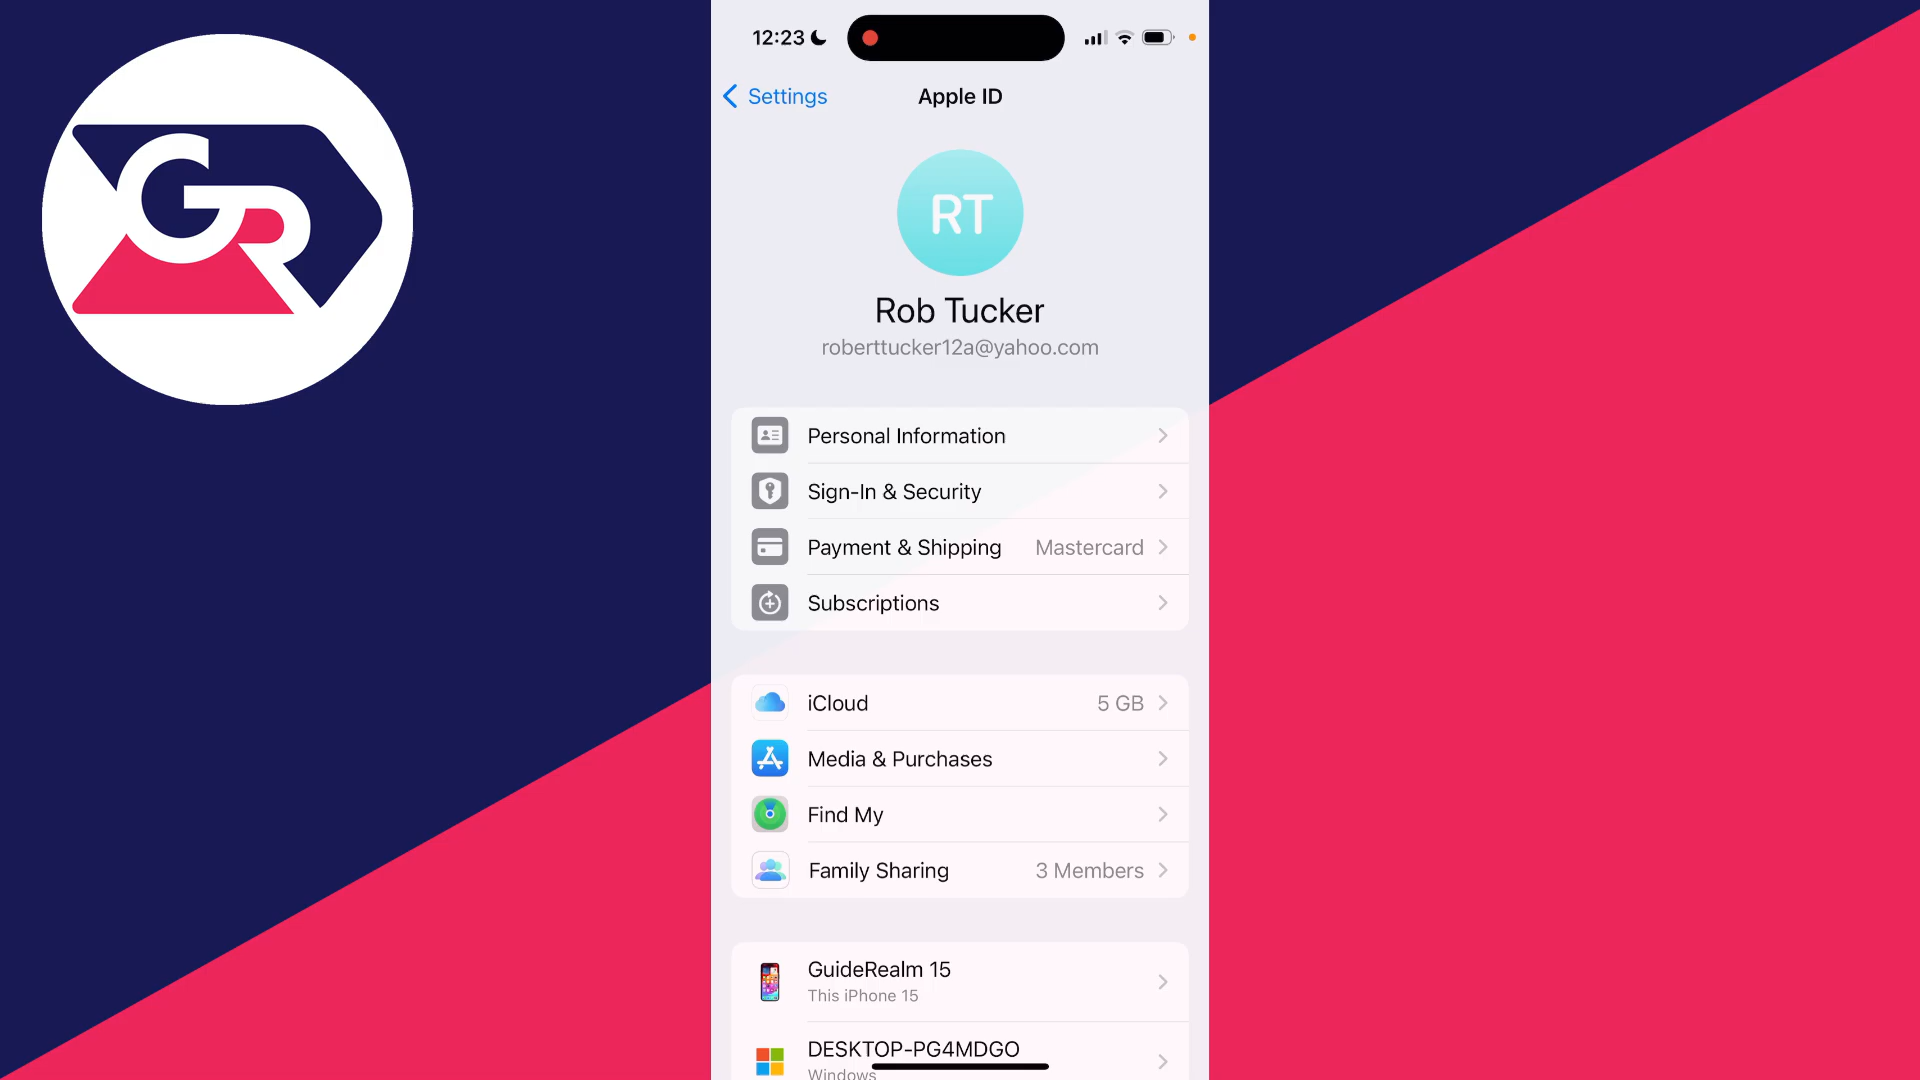 GR
12:23
Settings
Apple ID
RT
Rob Tucker
roberttucker12a@yahoo.com
Personal Information
Sign-In & Security
Payment & Shipping Mastercard
Subscriptions
iCloud 5 GB
Media & Purchases
Find My
Family Sharing 3 Members
GuideRealm 15
This iPhone 15
DESKTOP-PG4MDGO
Windows